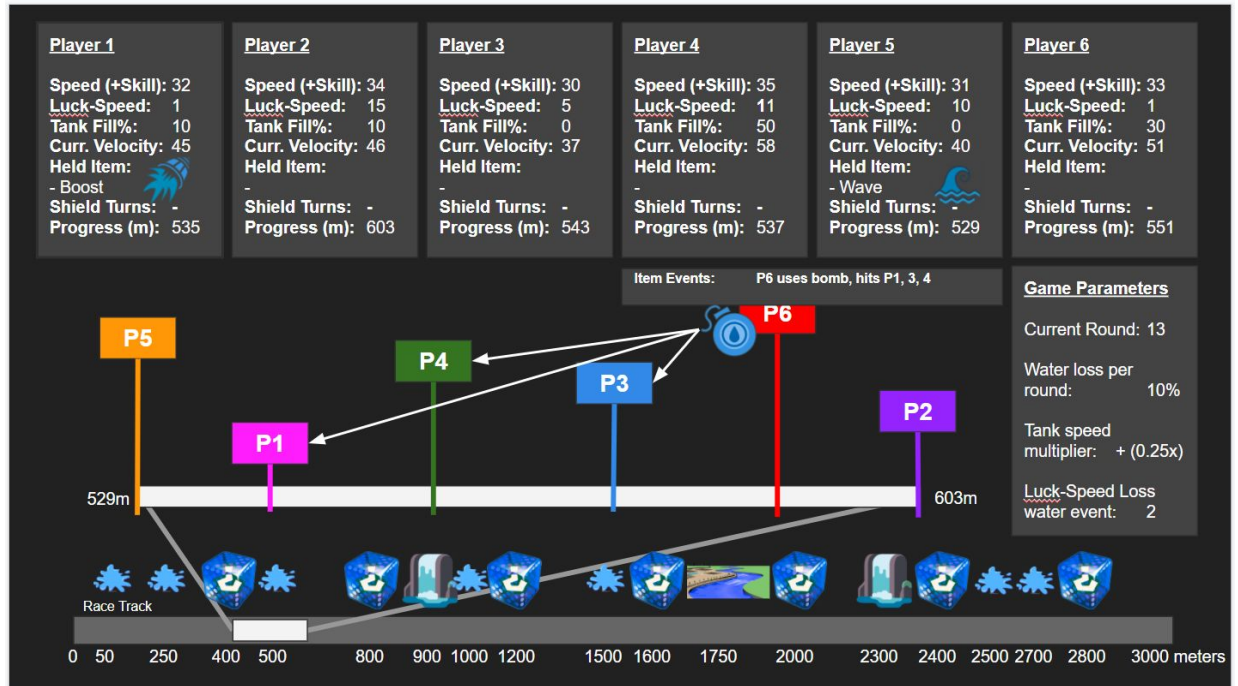 Player 1
Speed (+Skill): 32
Luck-Speed: 1
Tank Fill%: 10
Curr. Velocity: 45
Held Item:
- Boost
Shield Turns: -
Progress (m): 535
Player 2
Speed (+Skill): 34
Luck-Speed: 15
Tank Fill%: 10
Curr. Velocity: 46
Held Item:
-
Shield Turns: -
Progress (m): 603
Player 3
Speed (+Skill): 30
Luck-Speed: 5
Tank Fill%: 0
Curr. Velocity: 37
Held Item:
-
Shield Turns: -
Progress (m): 543
Player 4
Speed (+Skill): 35
Luck-Speed: 11
Tank Fill%: 50
Curr. Velocity: 58
Held Item:
-
Shield Turns: -
Progress (m): 537
Player 5
Speed (+Skill): 31
Luck-Speed: 10
Tank Fill%: 0
Curr. Velocity: 40
Held Item:
- Wave
Shield Turns: -
Progress (m): 529
Player 6
Speed (+Skill): 33
Luck-Speed: 1
Tank Fill%: 30
Curr. Velocity: 51
Held Item:
-
Shield Turns: -
Progress (m): 551
Item Events: P6 uses bomb, hits P1, 3, 4
Game Parameters
Current Round: 13
Water loss per
round: 10%
Tank speed
multiplier: + (0.25x)
Luck-Speed Loss
water event: 2
P5
P1
P4
P3
P6
P2
529m
603m
Race Track
0 50 250 400 500 800 900 1000 1200 1500 1600 1750 2000 2300 2400 2500 2700 2800 3000 meters